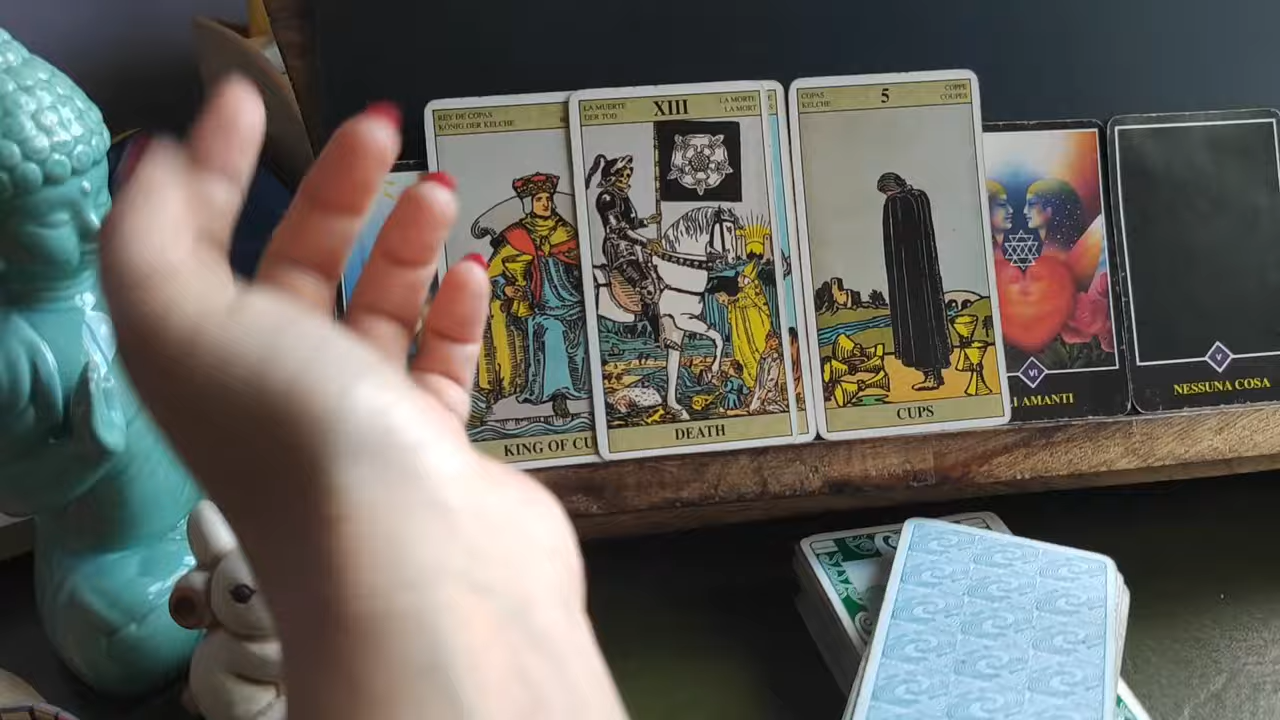 REY DE COPAS
KÖNIG DER KELCHE
KING OF CU
LA MUERTE
DER TOD
XIII
LA MORTE
LA MORT
DEATH
COPAS
KELCHE
5
COPPE
COUPES
CUPS
VI
LI AMANTI
V
NESSUNA COSA